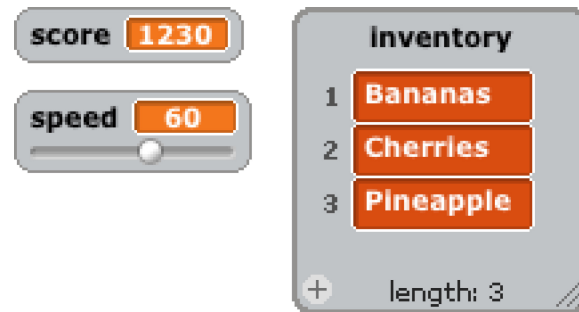 score 1230
speed 60
inventory
1 Bananas
2 Cherries
3 Pineapple
+ length: 3